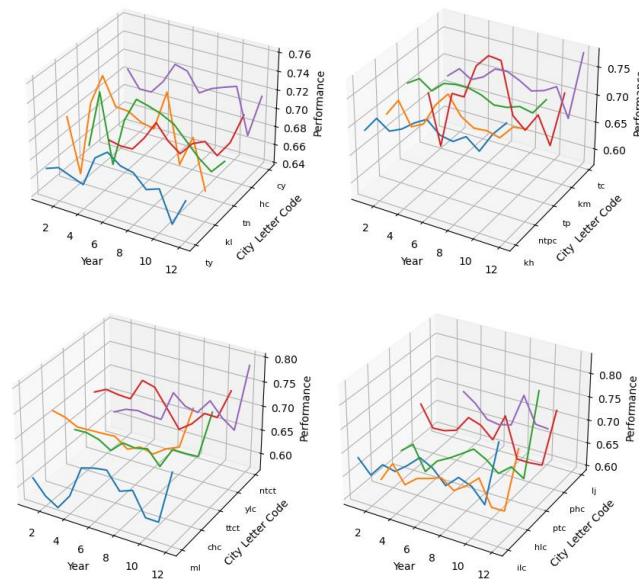 0.76
0.74
0.72
0.70
0.68
0.66
0.64
Performance
cy
hc
tn
kl
ty
City Letter Code
2
4
6
8
10
12
Year
0.75
0.70
0.65
0.60
Performance
tc
km
tp
ntpc
kh
City Letter Code
2
4
6
8
10
12
Year
0.80
0.75
0.70
0.65
0.60
Performance
ntct
ylc
ttct
chc
ml
City Letter Code
2
4
6
8
10
12
Year
0.80
0.75
0.70
0.65
0.60
Performance
lj
phc
ptc
hlc
ilc
City Letter Code
2
4
6
8
10
12
Year